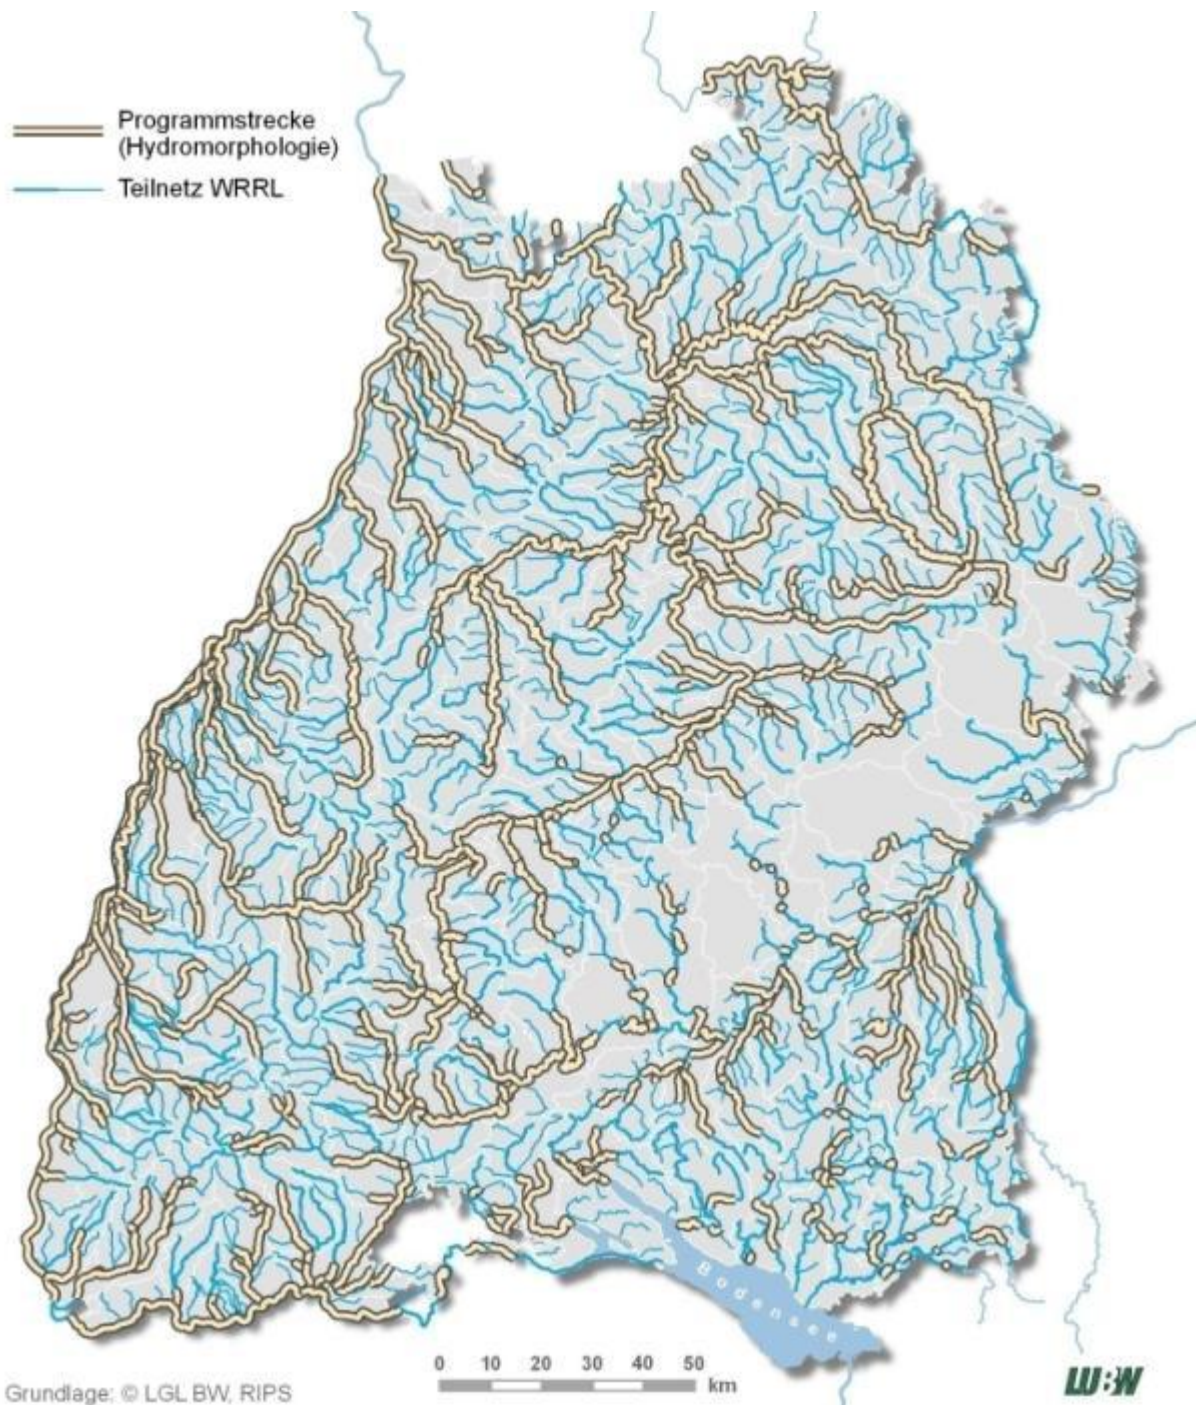 Programmstrecke
(Hydromorphologie)
Teilnetz WRRL
Bodensee
0 10 20 30 40 50
km
Grundlage: © LGL BW, RIPS
LUBW